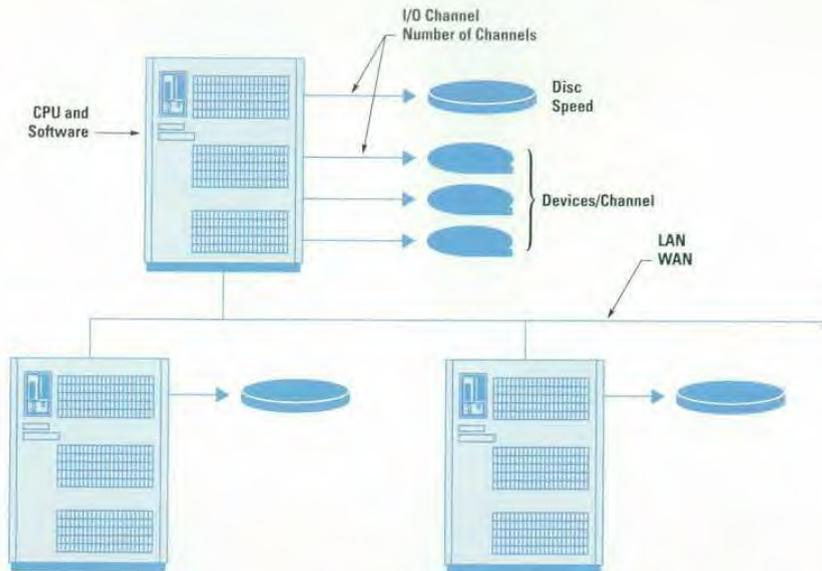 I/O Channel
Number of Channels
Disc
Speed
CPU and
Software
Devices/Channel
LAN
WAN